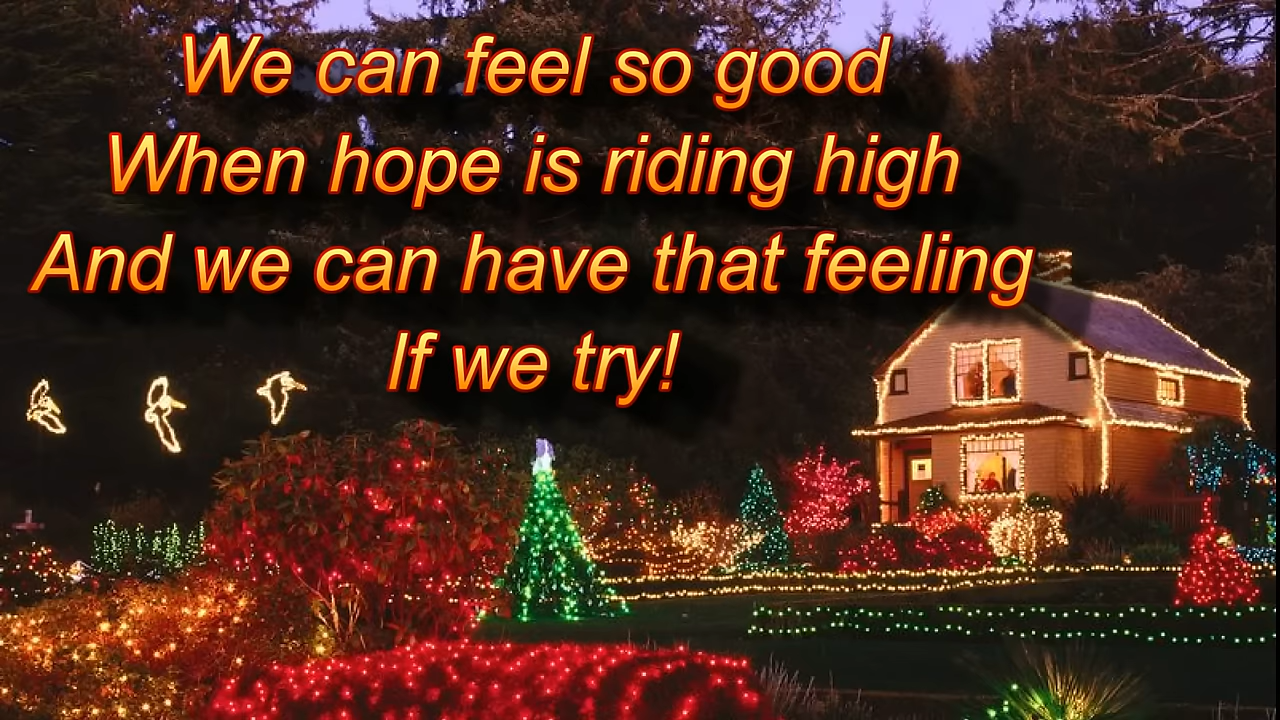 We can feel so good
When hope is riding high
And we can have that feeling
If we try!